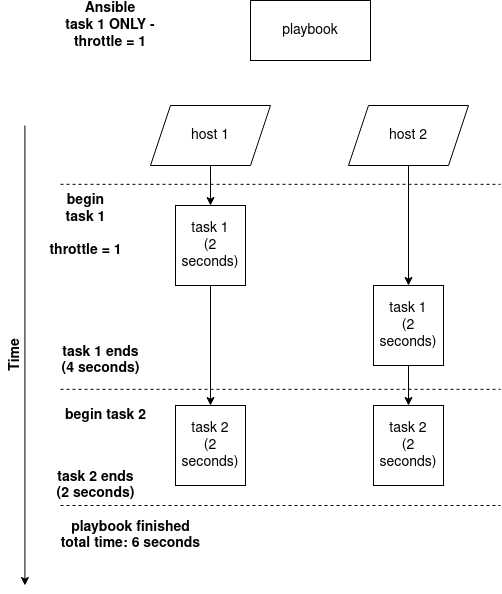 Ansible
task 1 ONLY -
throttle = 1
playbook
host 1
host 2
begin
task 1
throttle = 1
task 1
(2
seconds)
task 1
(2
seconds)
Time
task 1 ends
(4 seconds)
begin task 2
task 2
(2
seconds)
task 2
(2
seconds)
task 2 ends
(2 seconds)
playbook finished
total time: 6 seconds